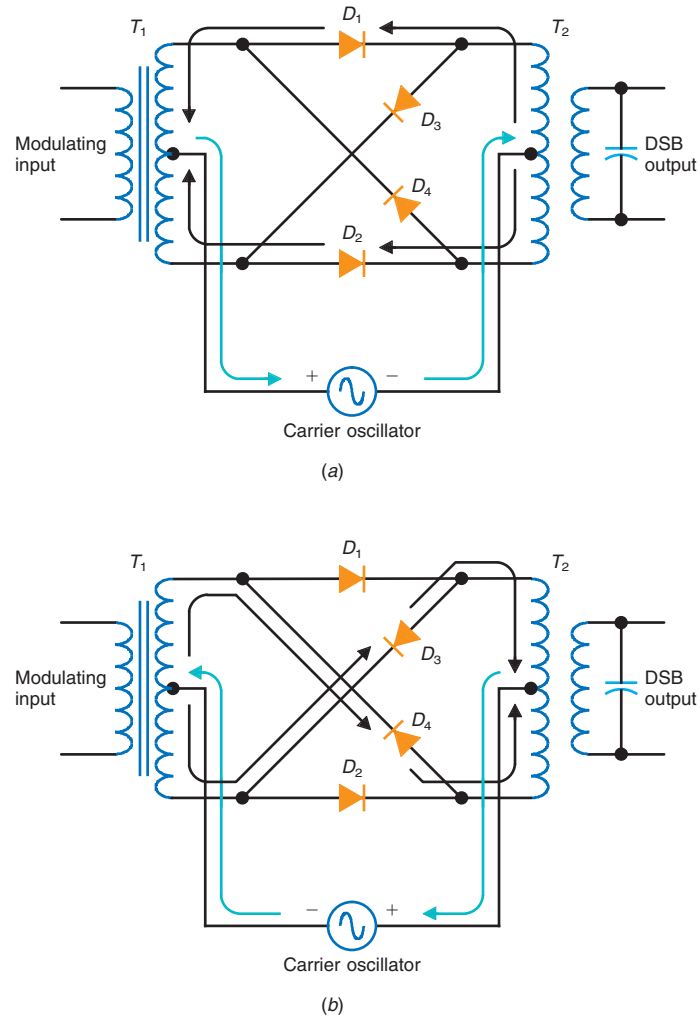 T1
D1
T2
D3
Modulating
input
DSB
output
D4
D2
+ −
Carrier oscillator
(a)
T1
D1
T2
D3
Modulating
input
DSB
output
D4
D2
− +
Carrier oscillator
(b)